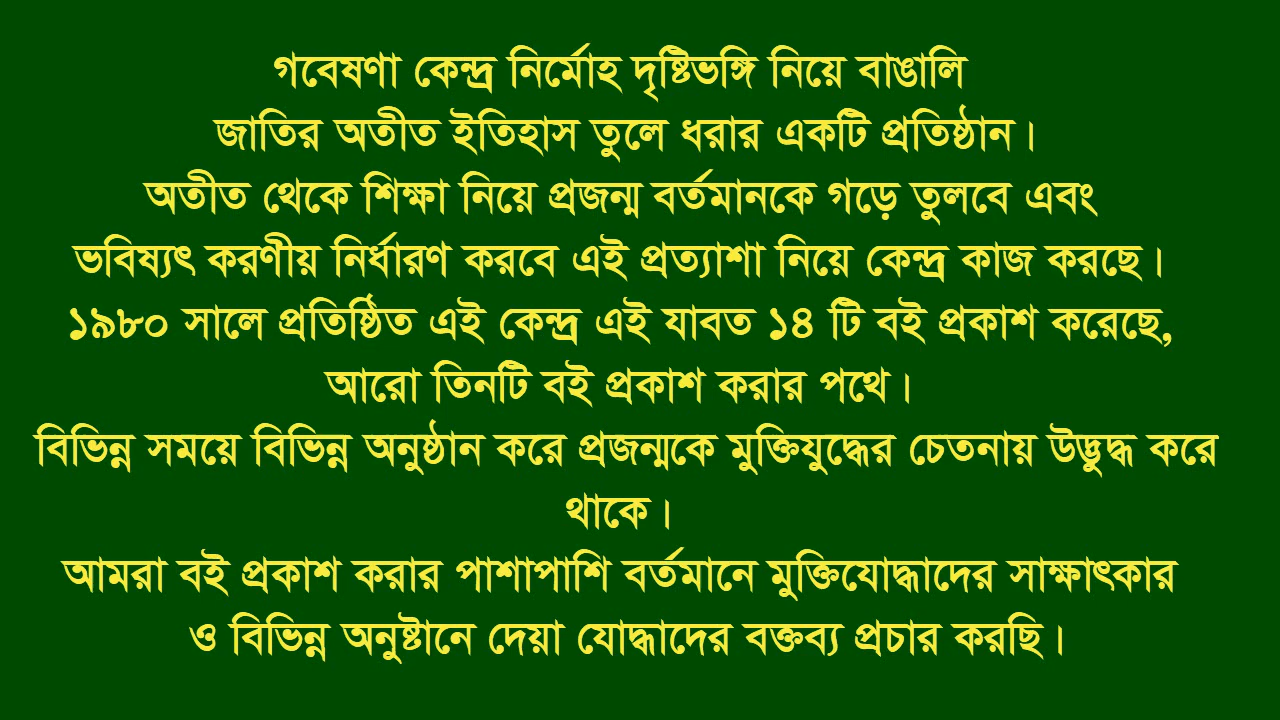 গবেষণা কেন্দ্র নির্মোহ দৃষ্টিভঙ্গি নিয়ে বাঙালি
জাতির অতীত ইতিহাস তুলে ধরার একটি প্রতিষ্ঠান।
অতীত থেকে শিক্ষা নিয়ে প্রজন্ম বর্তমানকে গড়ে তুলবে এবং
ভবিষ্যৎ করণীয় নির্ধারণ করবে এই প্রত্যাশা নিয়ে কেন্দ্র কাজ করছে।
১৯৮০ সালে প্রতিষ্ঠিত এই কেন্দ্র এই যাবত ১৪ টি বই প্রকাশ করেছে,
আরো তিনটি বই প্রকাশ করার পথে।
বিভিন্ন সময়ে বিভিন্ন অনুষ্ঠান করে প্রজন্মকে মুক্তিযুদ্ধের চেতনায় উদ্ভুদ্ধ করে
থাকে।
আমরা বই প্রকাশ করার পাশাপাশি বর্তমানে মুক্তিযোদ্ধাদের সাক্ষাৎকার
ও বিভিন্ন অনুষ্টানে দেয়া যোদ্ধাদের বক্তব্য প্রচার করছি।